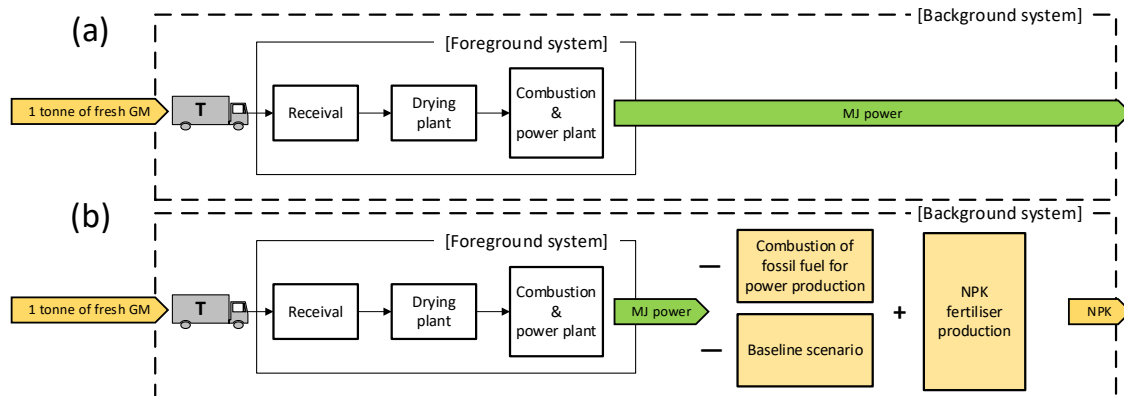 (a)
[Background system]
[Foreground system]
1 tonne of fresh GM
T
Receival
Drying
plant
Combustion
&
power plant
MJ power
(b)
[Background system]
[Foreground system]
1 tonne of fresh GM
T
Receival
Drying
plant
Combustion
&
power plant
MJ power
—
Combustion of
fossil fuel for
power production
—
Baseline scenario
+
NPK
fertiliser
production
NPK